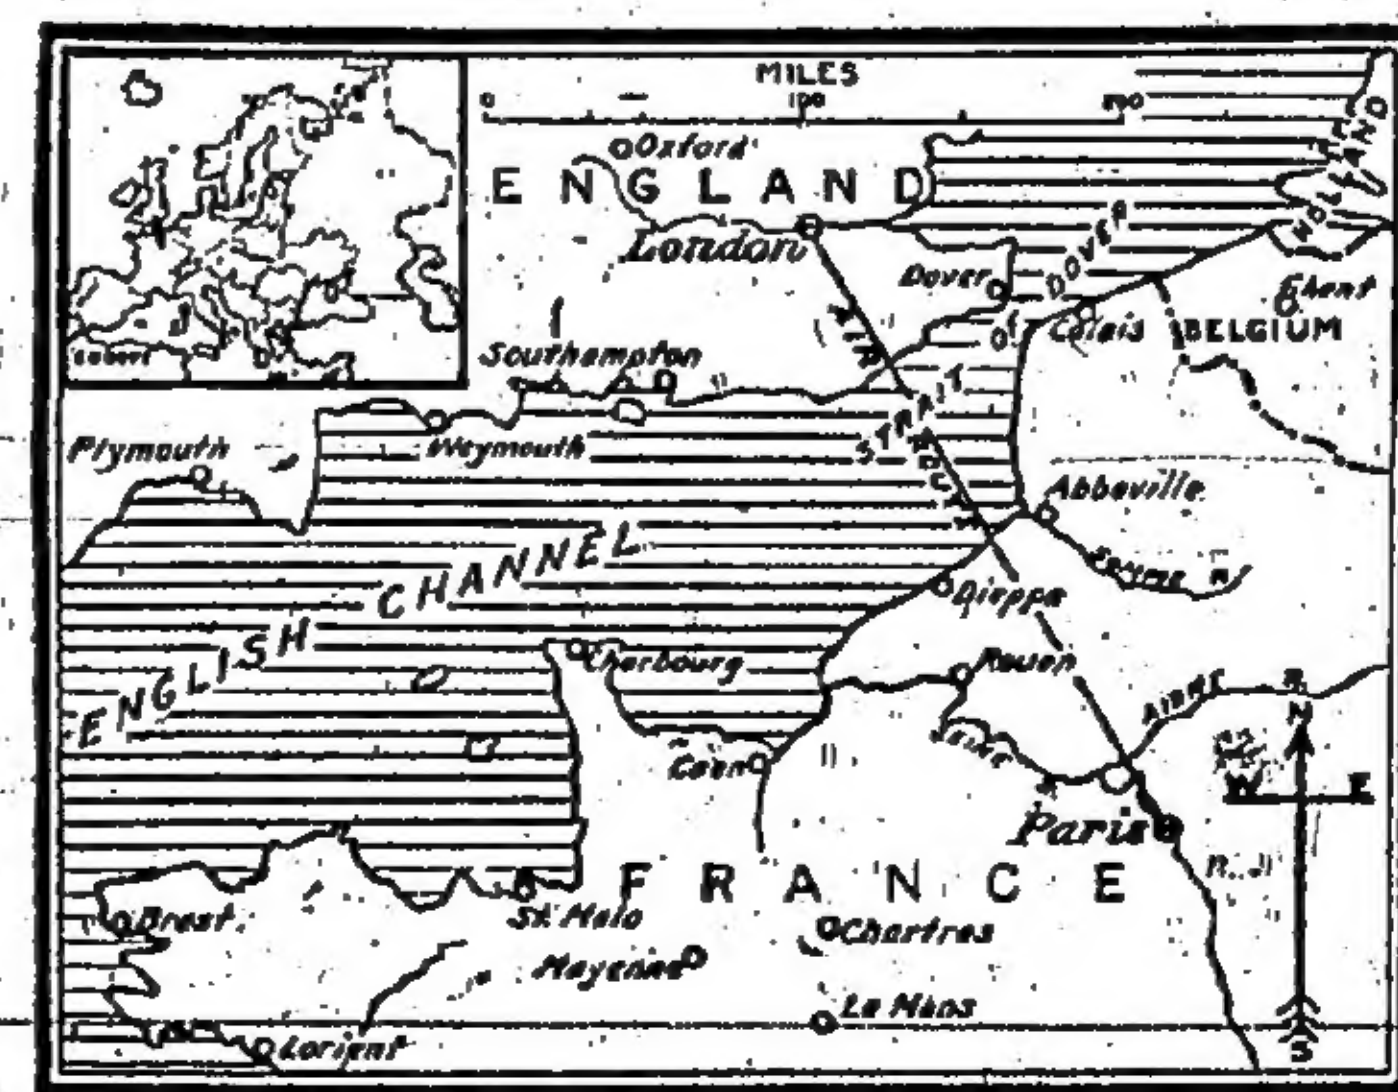 MILES
0 100 200
Oxford
ENGLAND
HOLLAND
London
Dover
STRAIT OF DOVER
Ghent
Calais
BELGIUM
AIR MARCH
Southampton
Weymouth
Plymouth
Abbeville
ENGLISH CHANNEL
Somme R
Dieppe
Cherbourg
Rouen
Aisne R
N
W E
S
Seine R
Caen
Paris
FRANCE
Brest
St. Malo
Chartres
Mayenne
Le Mans
Lorient